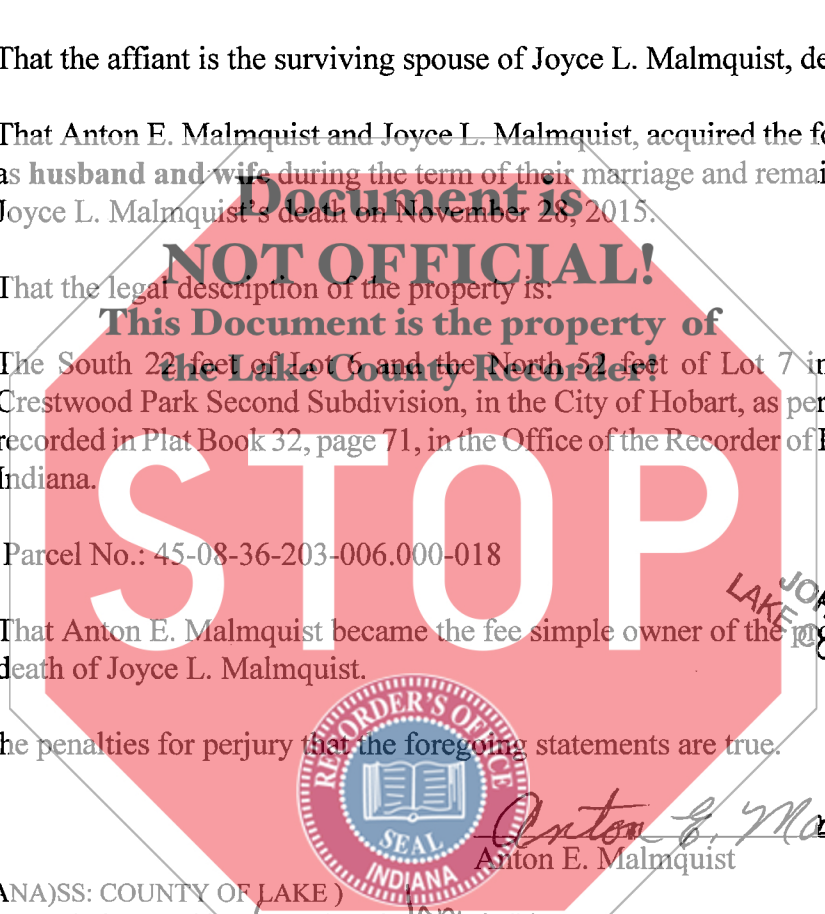 That the affiant is the surviving spouse of Joyce L. Malmquist, de
That Anton E. Malmquist and Joyce L. Malmquist, acquired the fo
as husband and wife during the term of their marriage and remai
Document is
Joyce L. Malmquist's death on November 28, 2015.
NOT OFFICIAL!
That the legal description of the property is:
This Document is the property of
the Lake County Recorder!
The South 22 feet of Lot 6 and the North 52 feet of Lot 7 in
Crestwood Park Second Subdivision, in the City of Hobart, as per
recorded in Plat Book 32, page 71, in the Office of the Recorder of
Indiana.
STOP
Parcel No.: 45-08-36-203-006.000-018
LAKE
That Anton E. Malmquist became the fee simple owner of the
death of Joyce L. Malmquist.
RECORDER'S OFFICE
he penalties for perjury that the foregoing statements are true.
SEAL
INDIANA
Anton E. Ma
Anton E. Malmquist
ANA)SS: COUNTY OF LAKE )